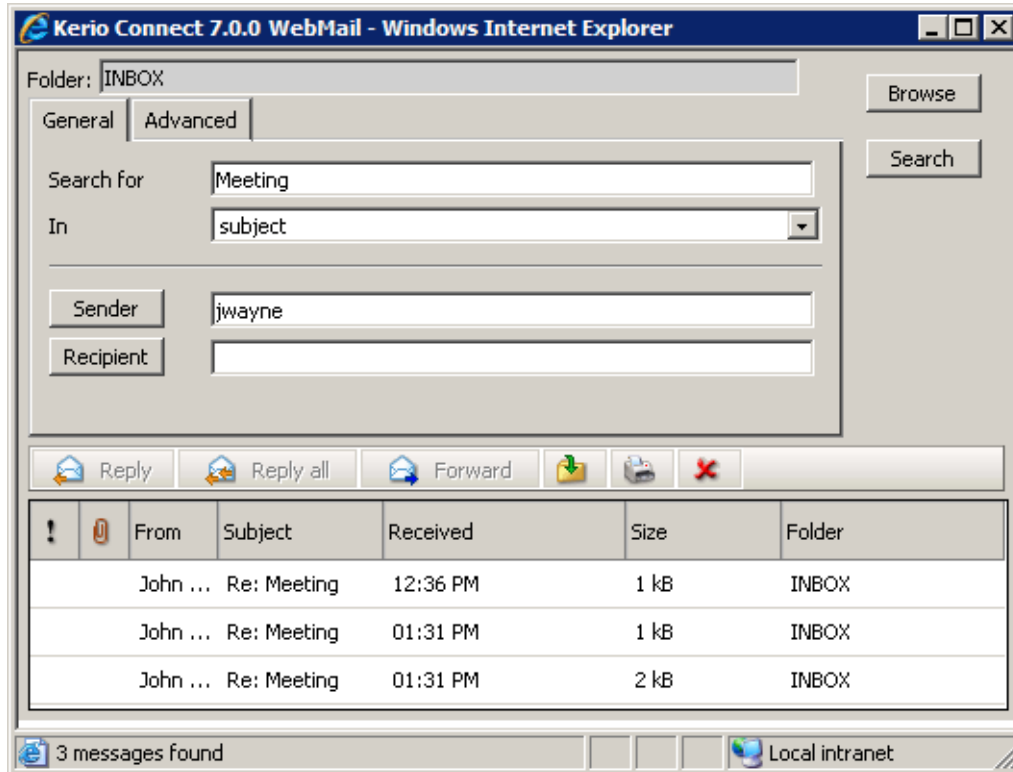 Kerio Connect 7.0.0 WebMail - Windows Internet Explorer
Folder: INBOX
Browse
General Advanced
Search
Search for Meeting
In subject
Sender jwayne
Recipient
Reply Reply all Forward
! From Subject Received Size Folder
John ... Re: Meeting 12:36 PM 1 kB INBOX
John ... Re: Meeting 01:31 PM 1 kB INBOX
John ... Re: Meeting 01:31 PM 2 kB INBOX
3 messages found Local intranet